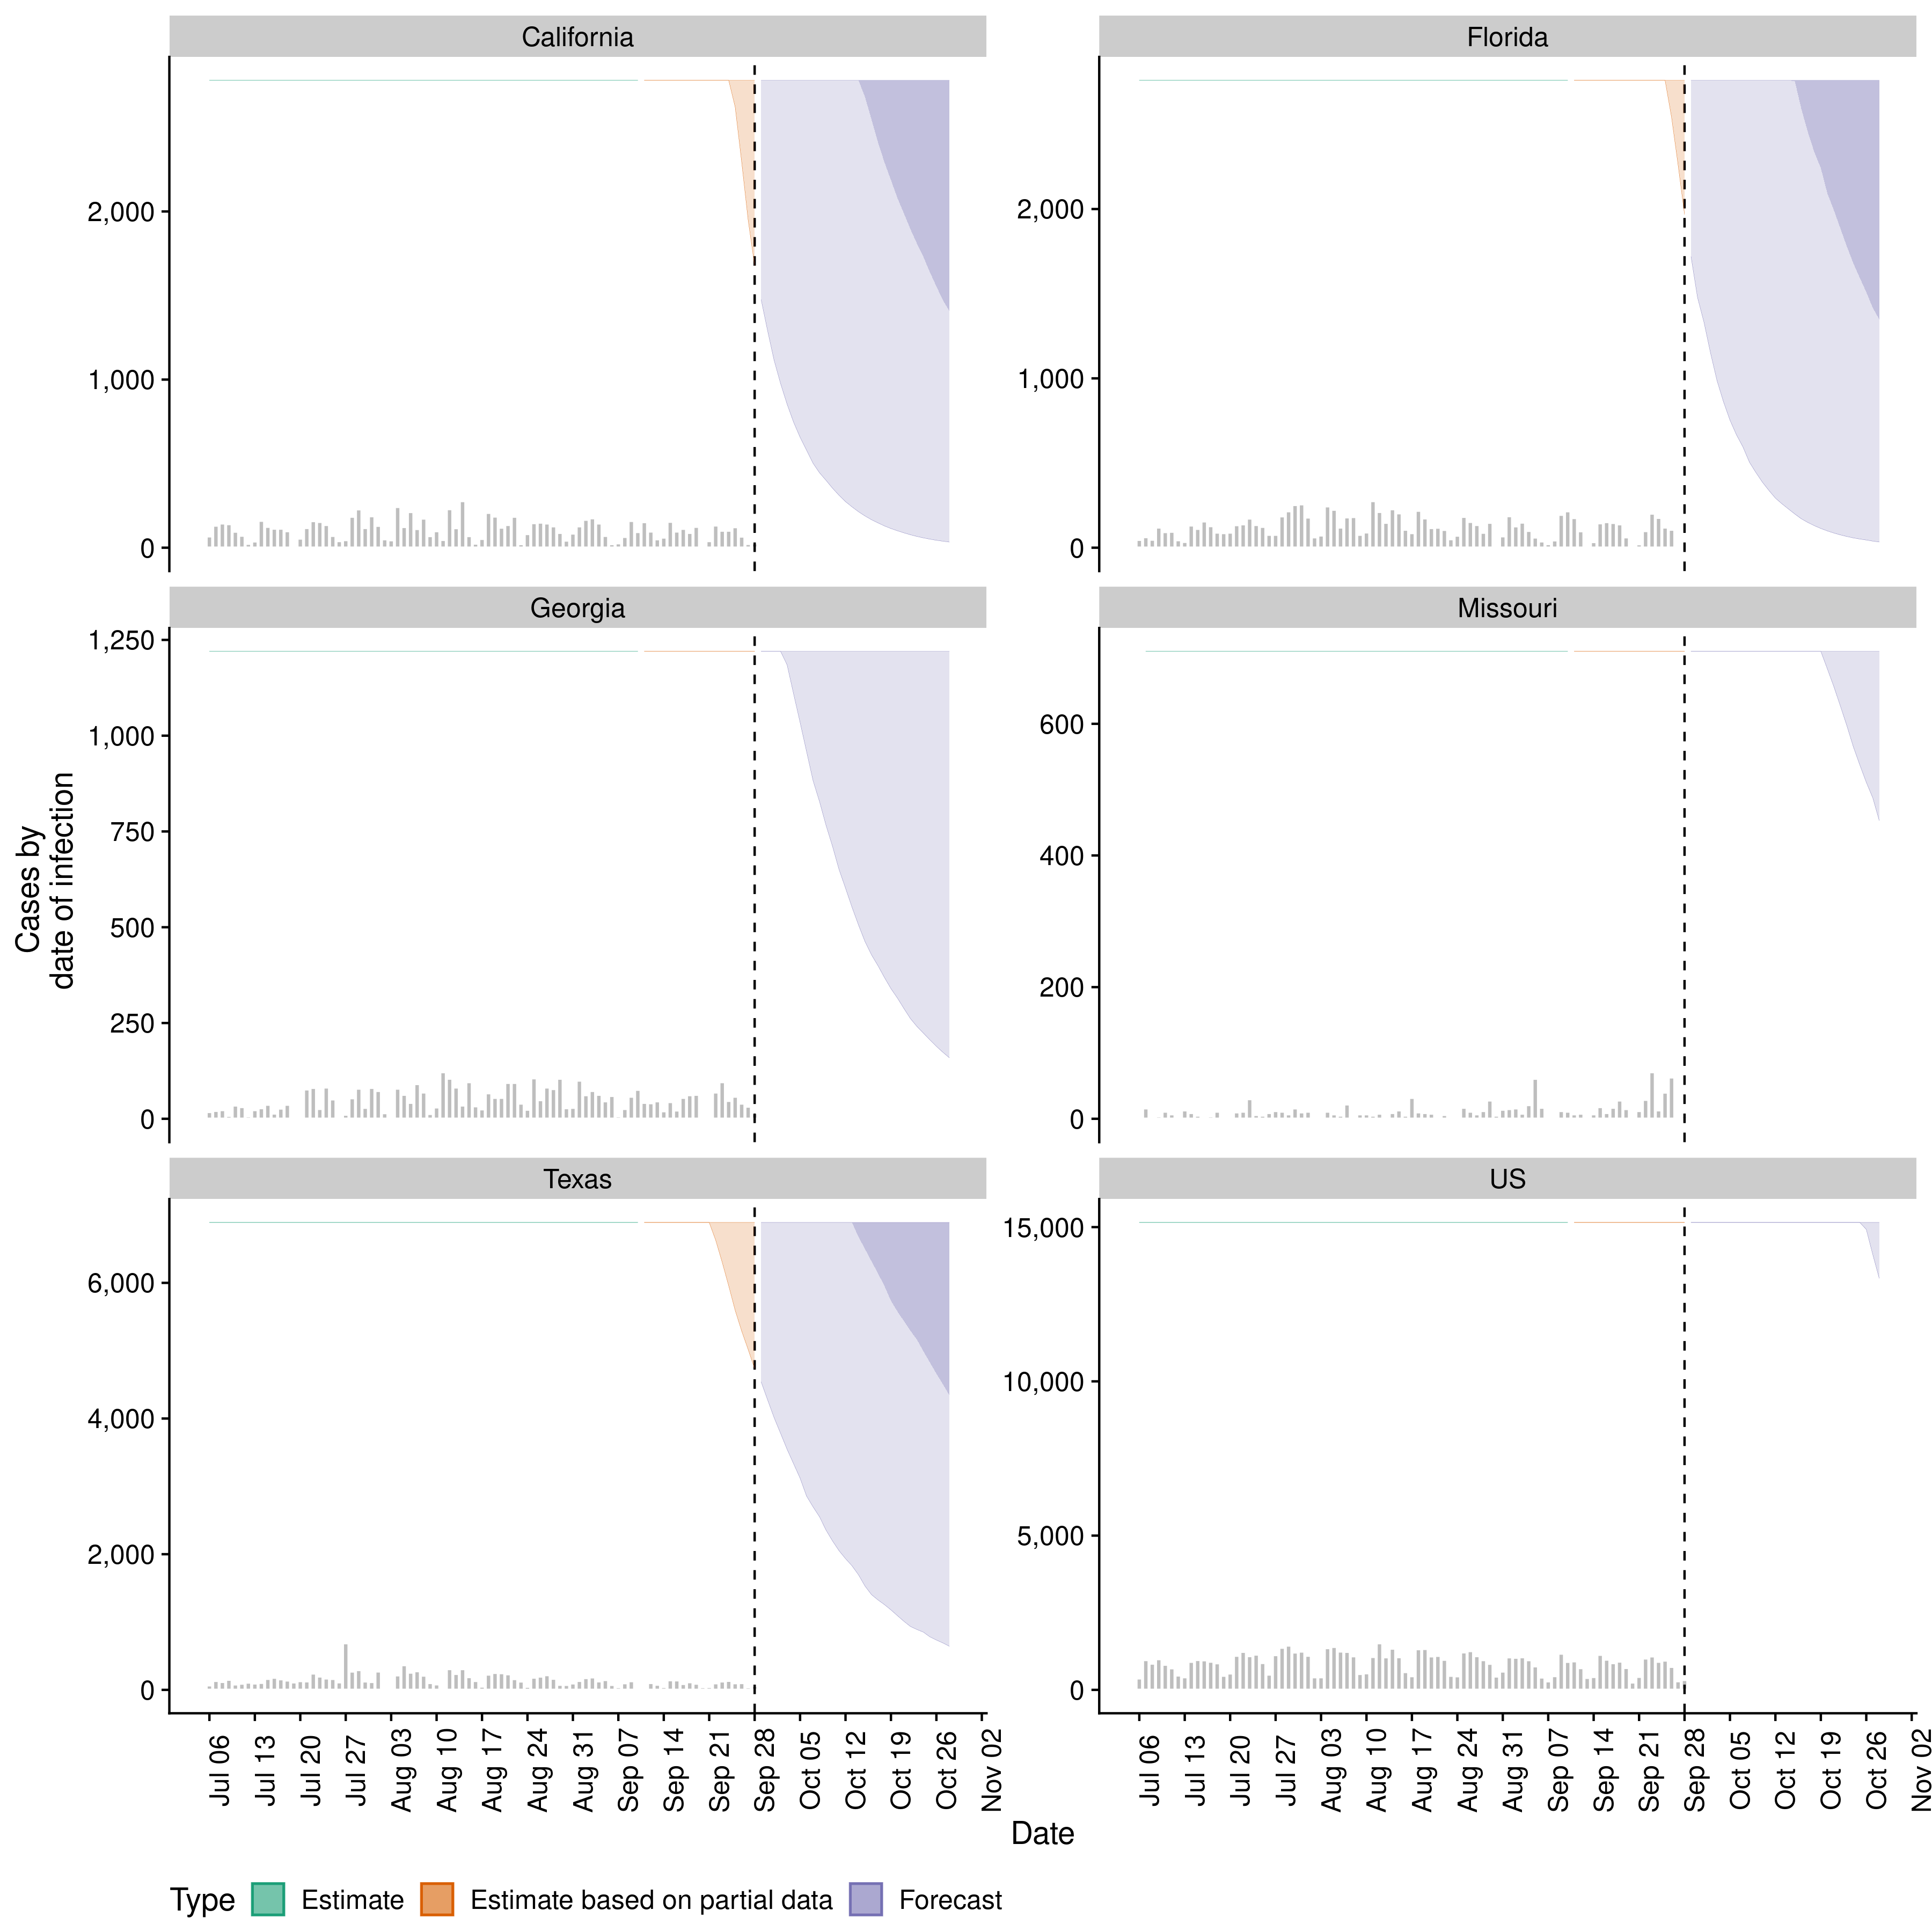 California
Florida
2,000
1,000
0
2,000
1,000
0
Georgia
Missouri
1,250
1,000
750
500
250
0
600
400
200
0
Cases by
date of infection
Texas
US
6,000
4,000
2,000
0
15,000
10,000
5,000
0
Jul 06
Jul 13
Jul 20
Jul 27
Aug 03
Aug 10
Aug 17
Aug 24
Aug 31
Sep 07
Sep 14
Sep 21
Sep 28
Oct 05
Oct 12
Oct 19
Oct 26
Nov 02
Jul 06
Jul 13
Jul 20
Jul 27
Aug 03
Aug 10
Aug 17
Aug 24
Aug 31
Sep 07
Sep 14
Sep 21
Sep 28
Oct 05
Oct 12
Oct 19
Oct 26
Nov 02
Date
Type Estimate Estimate based on partial data Forecast